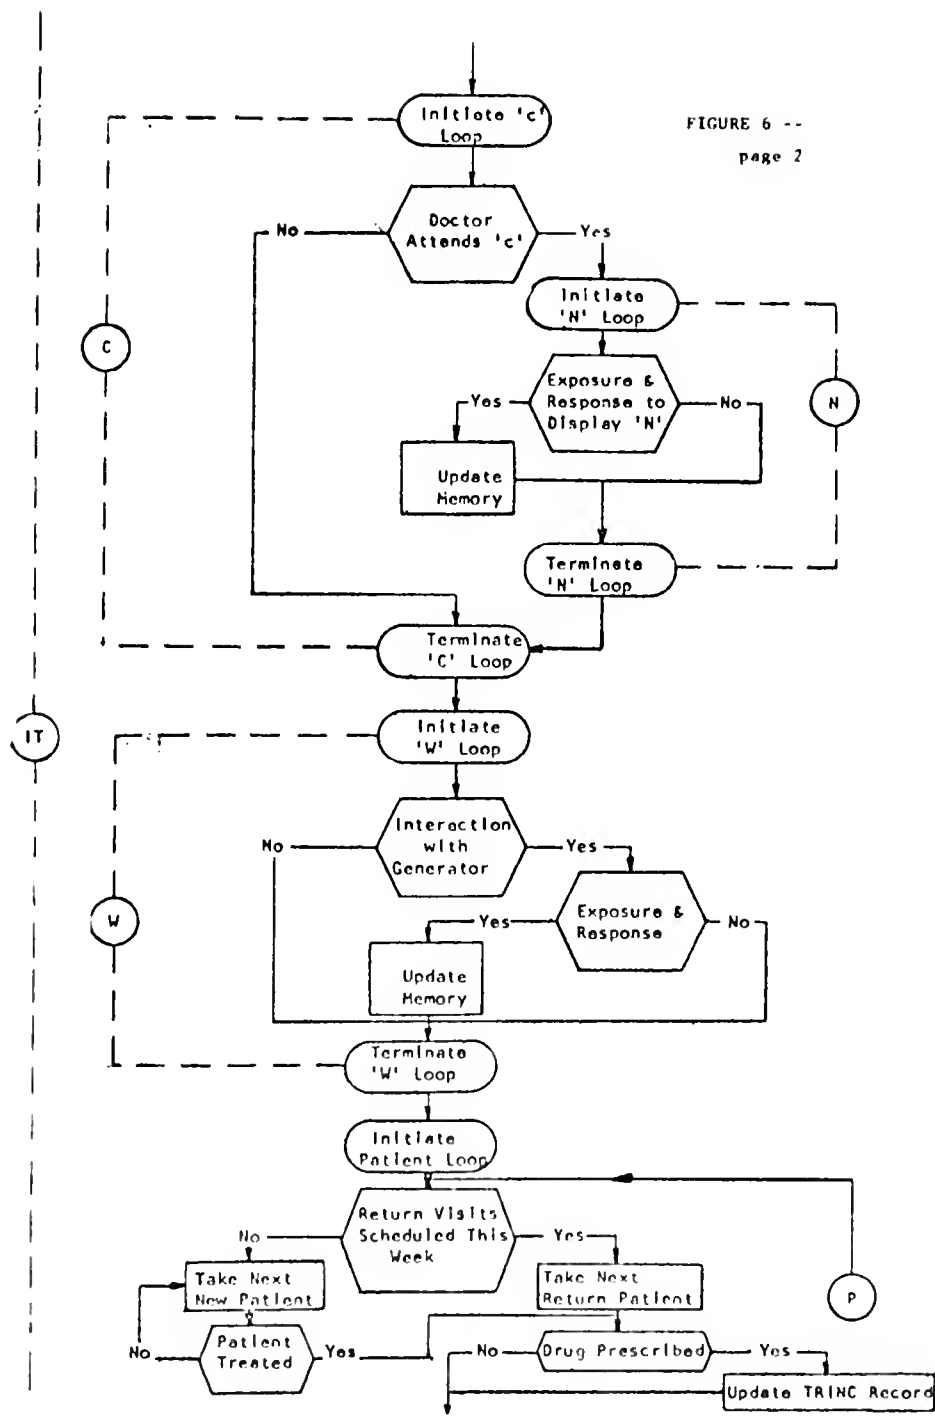 FIGURE 6 --
page 2
Initiate 'c'
Loop
Doctor
Attends 'c'
No
Yes
Initiate
'N' Loop
C
Exposure &
Response to
Display 'N'
Yes
No
N
Update
Memory
Terminate
'N' Loop
Terminate
'C' Loop
IT
Initiate
'W' Loop
Interaction
with
Generator
No
Yes
W
Exposure &
Response
Yes
No
Update
Memory
Terminate
'W' Loop
Initiate
Patient Loop
Return Visits
Scheduled This
Week
No
Yes
Take Next
New Patient
Take Next
Return Patient
P
Patient
Treated
No
Yes
Drug Prescribed
No
Yes
Update TRINC Record